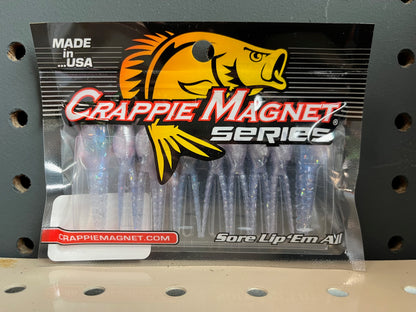 MADE
in
...USA
CRAPPIE MAGNET®
SERIES
CRAPPIEMAGNET.COM
Sore Lip 'Em All